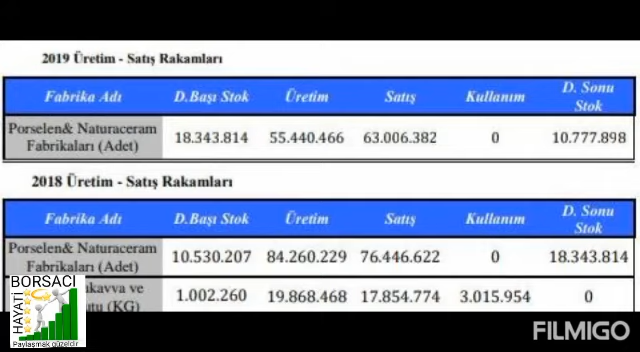 2019 Üretim - Satış Rakamları
Fabrika Adı D.Başı Stok Üretim Satış Kullanım D. Sonu Stok
Porselen& Naturaceram
Fabrikaları (Adet) 18.343.814 55.440.466 63.006.382 0 10.777.898
2018 Üretim - Satış Rakamları
Fabrika Adı D.Başı Stok Üretim Satış Kullanım D. Sonu Stok
Porselen& Naturaceram
Fabrikaları (Adet) 10.530.207 84.260.229 76.446.622 0 18.343.814
ve
(KG) 1.002.260 19.868.468 17.854.774 3.015.954 0
HAYATİ
BORSACI
Paylaşmak güzeldir
FILMIGO